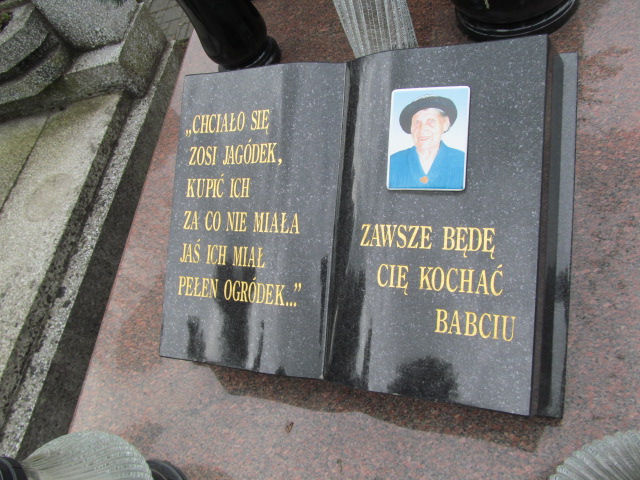 „CHCIAŁO SIĘ
ZOSI JAGÓDEK,
KUPIĆ ICH
ZA CO NIE MIAŁA
JAŚ ICH MIAŁ
PEŁEN OGRÓDEK..."
ZAWSZE BĘDĘ
CIĘ KOCHAĆ
BABCIU